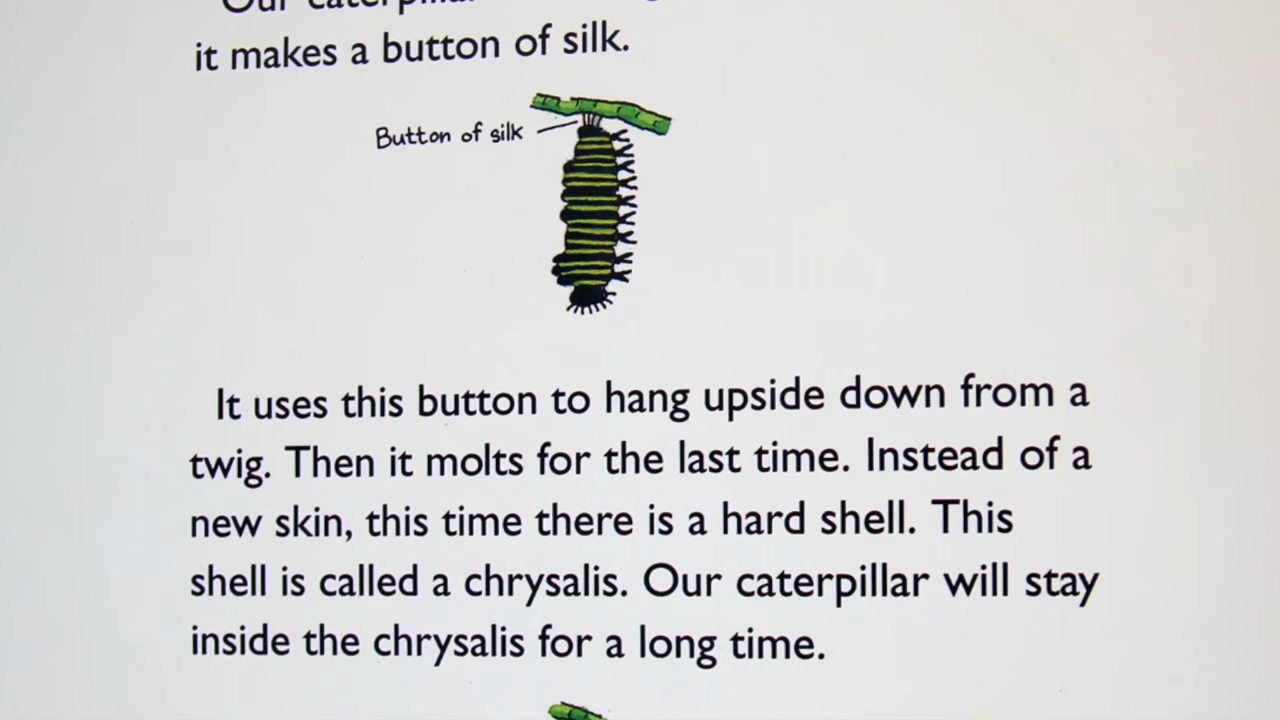 Our caterpillar
it makes a button of silk.
Button of silk
It uses this button to hang upside down from a
twig. Then it molts for the last time. Instead of a
new skin, this time there is a hard shell. This
shell is called a chrysalis. Our caterpillar will stay
inside the chrysalis for a long time.